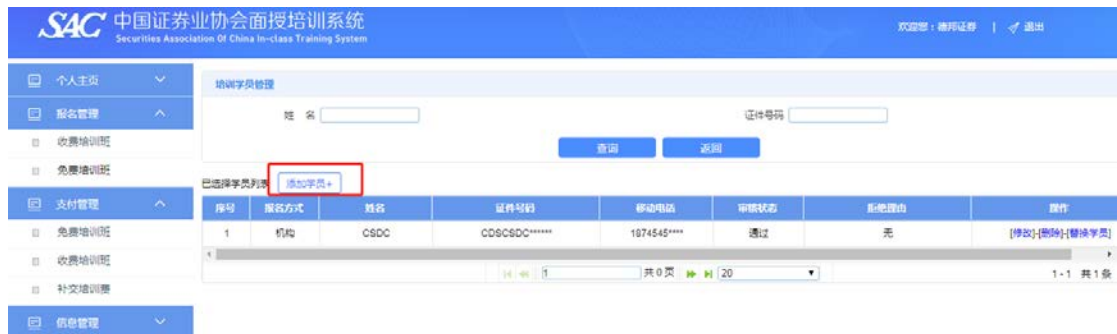 SAC 中国证券业协会面授培训系统
Securities Association Of China In-class Training System
欢迎您：德邦证券 | 退出
个人主页
报名管理
收费培训班
免费培训班
支付管理
免费培训班
收费培训班
补交培训费
信息管理
培训学员管理
姓 名
证件号码
查询 返回
已选择学员列表 添加学员+
序号 报名方式 姓名 证件号码 移动电话 审核状态 拒绝理由 操作
1 机构 CSDC CDSCSDC****** 1874545**** 通过 无 [修改]-[删除]-[替换学员]
1 共0页 20 1-1 共1条